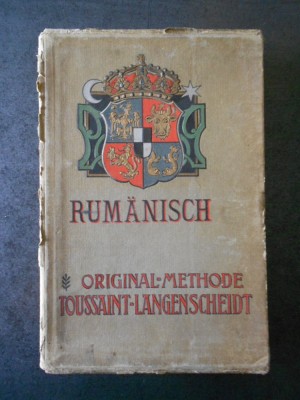 RUMÄNISCH
ORIGINAL-METHODE
TOUSSAINT-LANGENSCHEIDT